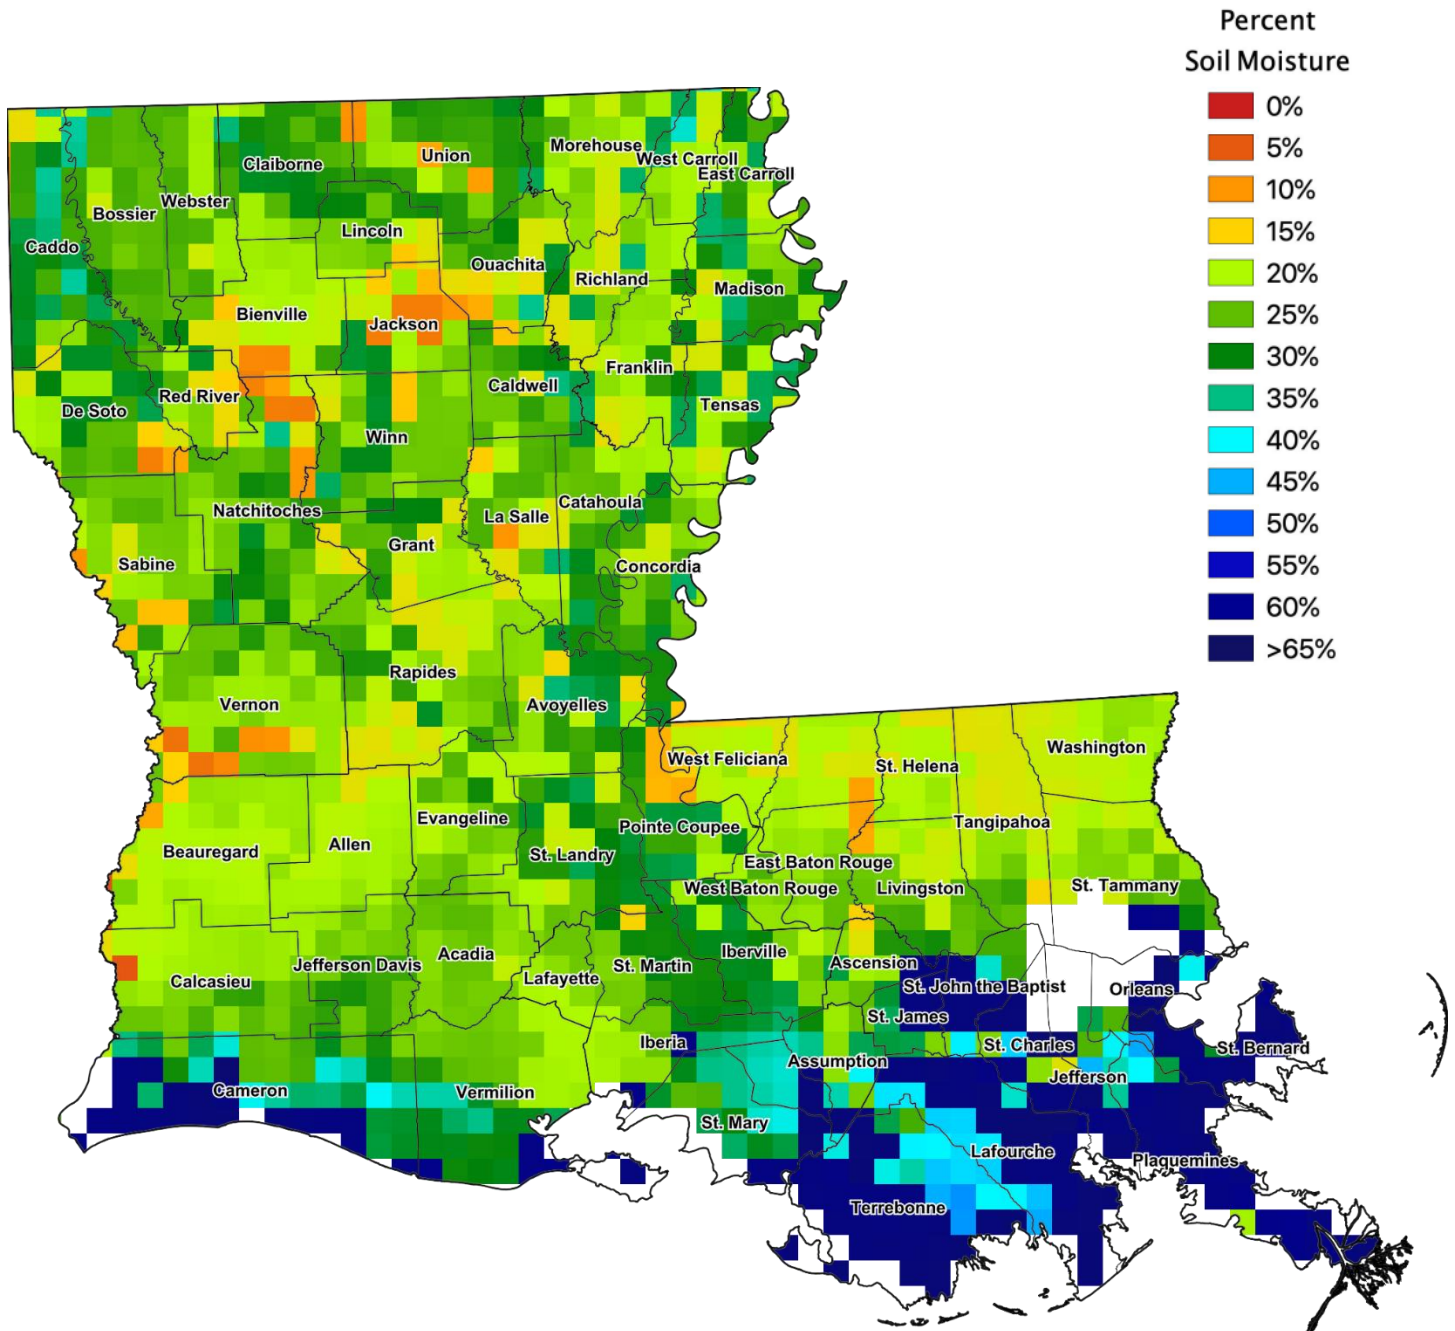 Percent
Soil Moisture
0%
5%
10%
15%
20%
25%
30%
35%
40%
45%
50%
55%
60%
>65%
Claiborne
Union
Morehouse
West Carroll
East Carroll
Bossier
Webster
Caddo
Lincoln
Ouachita
Richland
Madison
Bienville
Jackson
De Soto
Red River
Caldwell
Franklin
Tensas
Winn
Natchitoches
La Salle
Catahoula
Sabine
Grant
Concordia
Vernon
Rapides
Avoyelles
West Feliciana
St. Helena
Washington
Beauregard
Allen
Evangeline
Pointe Coupee
Tangipahoa
St. Landry
East Baton Rouge
West Baton Rouge
Livingston
St. Tammany
Calcasieu
Jefferson Davis
Acadia
Lafayette
St. Martin
Iberville
Ascension
St. John the Baptist
Orleans
St. James
Iberia
Assumption
St. Charles
St. Bernard
Cameron
Vermilion
Jefferson
St. Mary
Lafourche
Plaquemines
Terrebonne